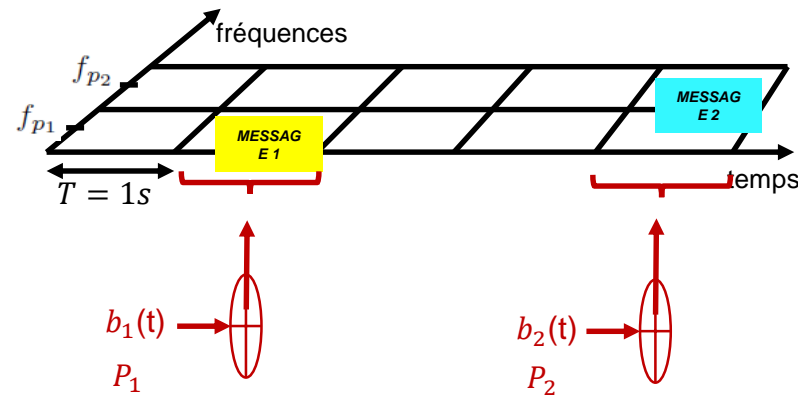 fréquences
f_{p_2}
f_{p_1}
MESSAG
E 1
MESSAG
E 2
T = 1s
temps
b_1(t)
P_1
b_2(t)
P_2